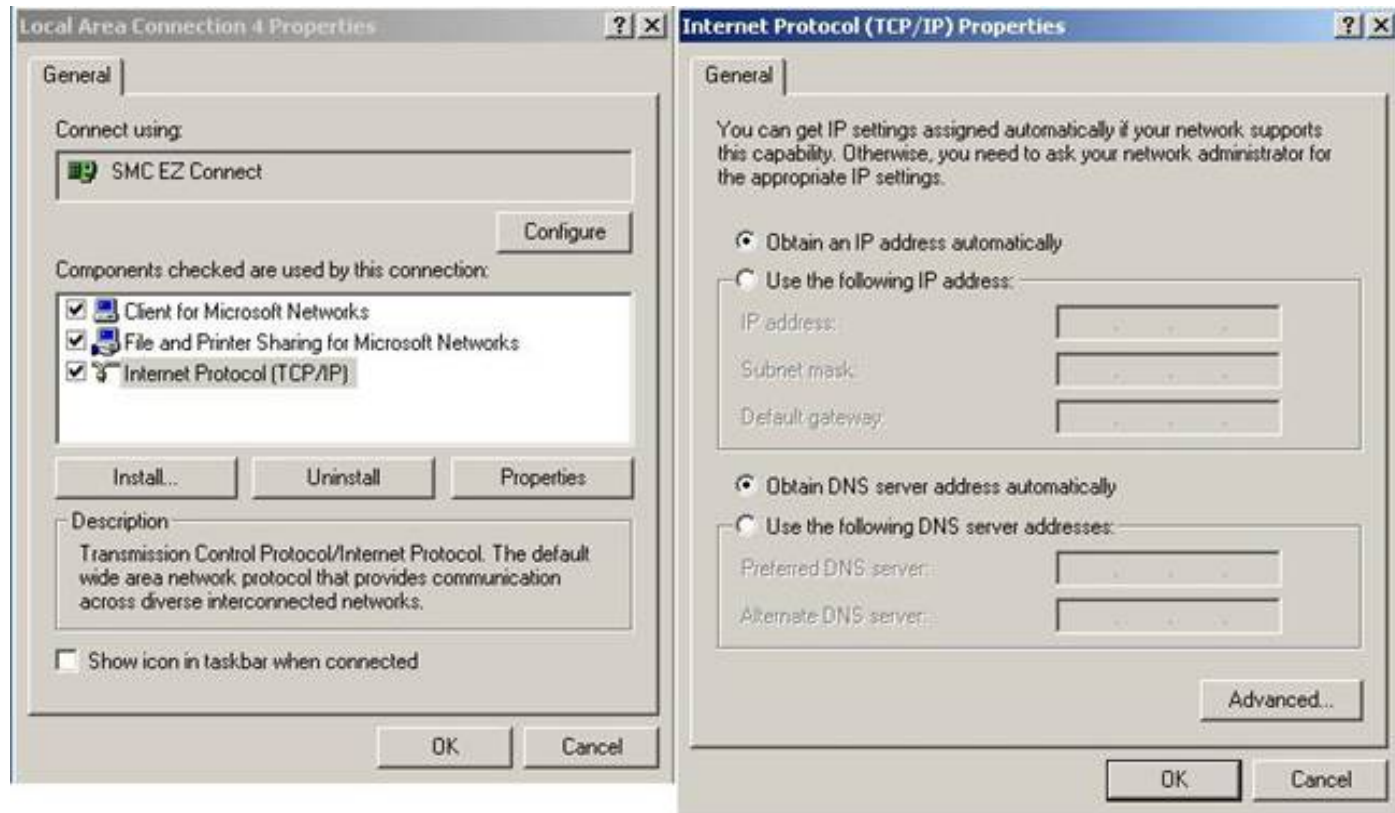 Local Area Connection 4 Properties
General
Connect using:
SMC EZ Connect
Configure
Components checked are used by this connection:
Client for Microsoft Networks
File and Printer Sharing for Microsoft Networks
Internet Protocol (TCP/IP)
Install...
Uninstall
Properties
Description
Transmission Control Protocol/Internet Protocol. The default
wide area network protocol that provides communication
across diverse interconnected networks.
Show icon in taskbar when connected
OK
Cancel
Internet Protocol (TCP/IP) Properties
General
You can get IP settings assigned automatically if your network supports
this capability. Otherwise, you need to ask your network administrator for
the appropriate IP settings.
Obtain an IP address automatically
Use the following IP address:
IP address:
Subnet mask:
Default gateway:
Obtain DNS server address automatically
Use the following DNS server addresses:
Preferred DNS server:
Alternate DNS server:
Advanced...
OK
Cancel